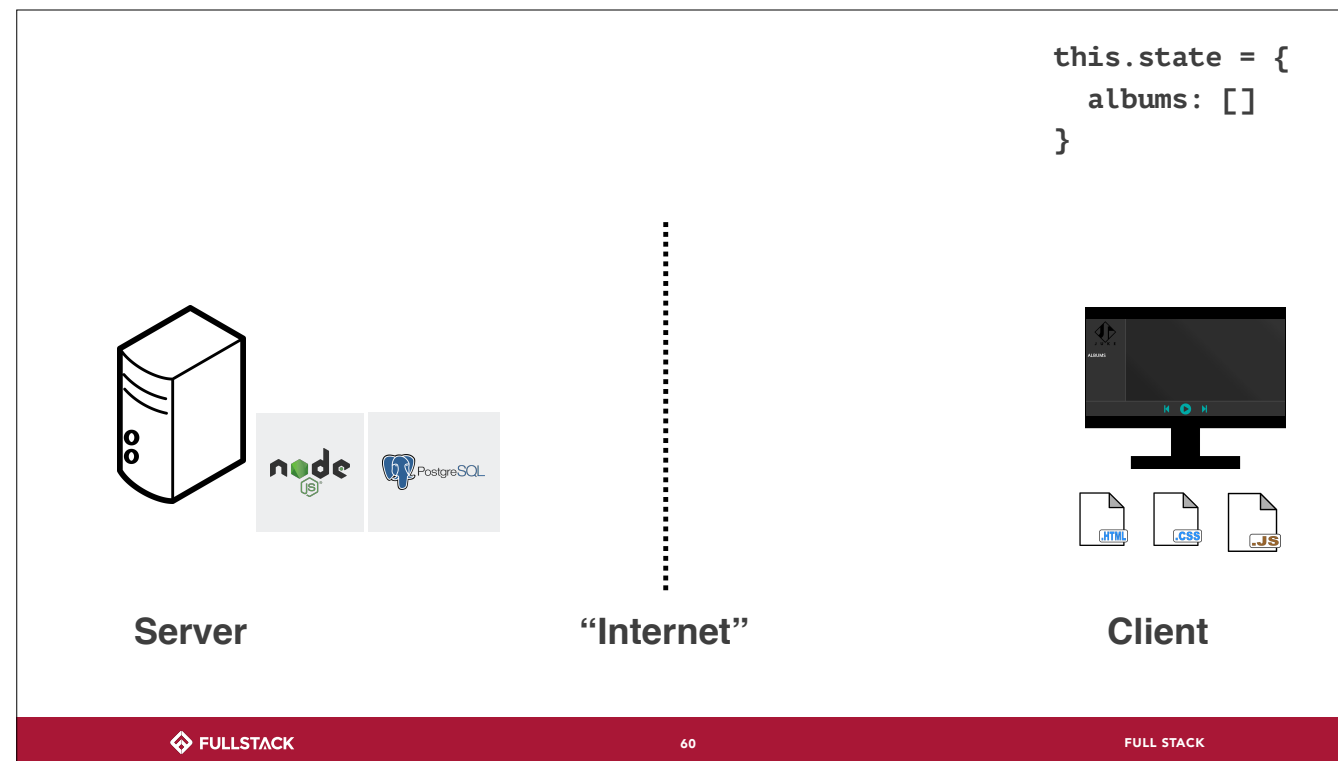 this.state = {
albums: []
}
ALBUMS
node
JS
PostgreSQL
.HTML
.CSS
.JS
Server
“Internet”
Client
FULLSTACK
60
FULL STACK